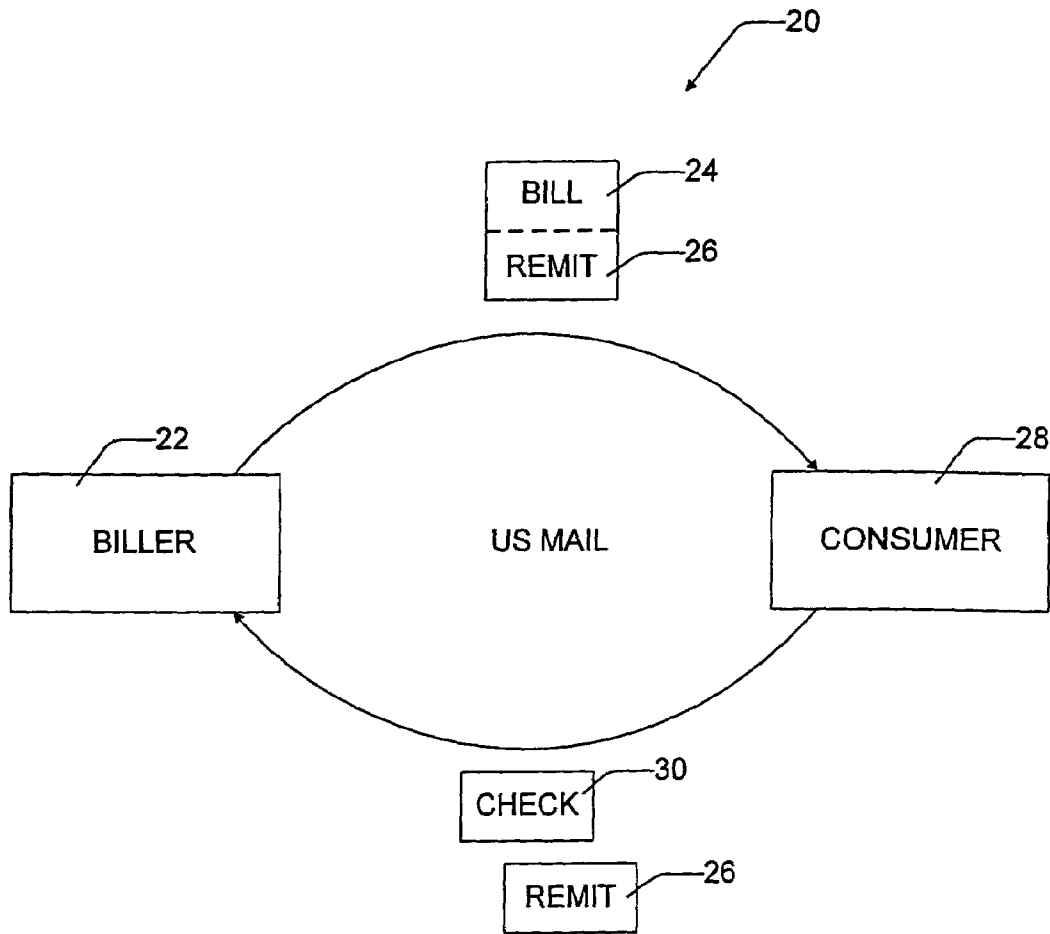 20
BILL
24
REMIT
26
22
28
BILLER
US MAIL
CONSUMER
30
CHECK
26
REMIT